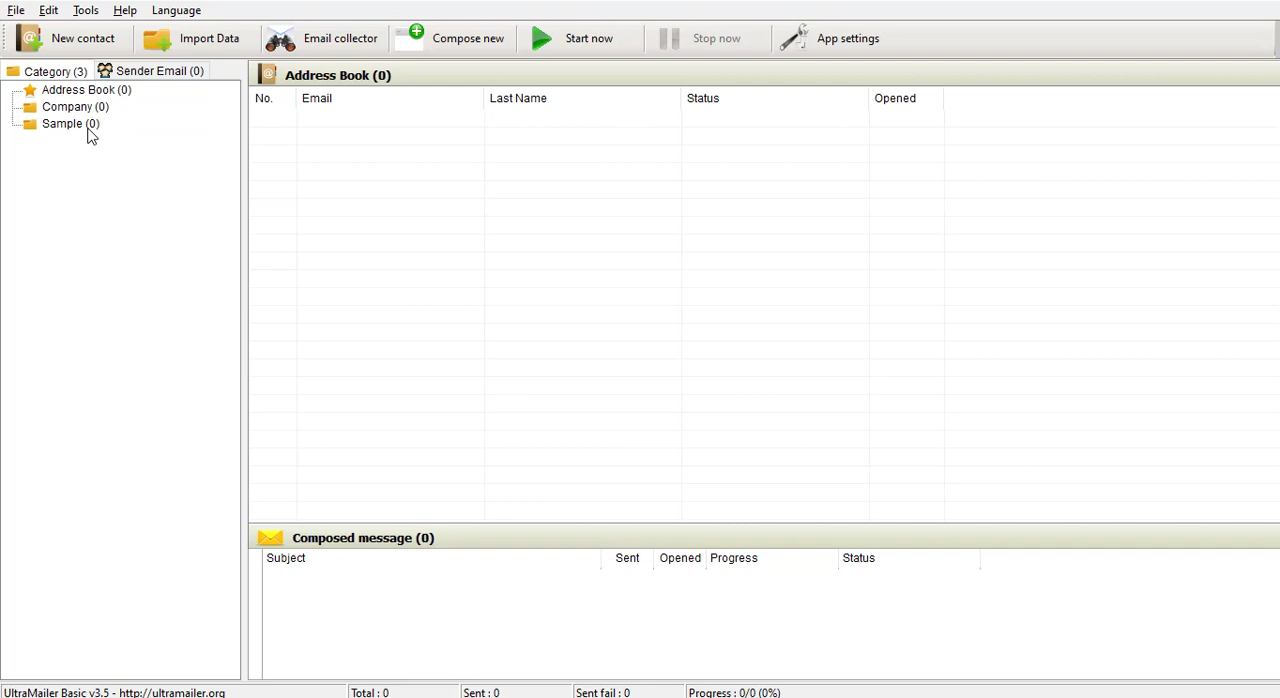 File Edit Tools Help Language
New contact Import Data Email collector Compose new Start now Stop now App settings
Category (3) Sender Email (0) Address Book (0)
Address Book (0)
Company (0)
Sample (0)
No. Email Last Name Status Opened
Composed message (0)
Subject Sent Opened Progress Status
UltraMailer Basic v3.5 - http://ultramailer.org Total : 0 Sent : 0 Sent fail : 0 Progress : 0/0 (0%)